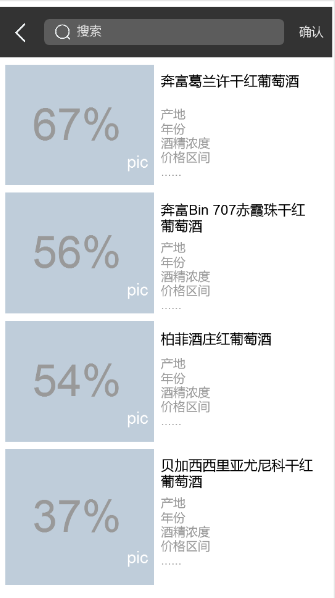 搜索
确认
奔富葛兰许干红葡萄酒
67%
pic
产地
年份
酒精浓度
价格区间
......
奔富Bin 707赤霞珠干红
葡萄酒
56%
pic
产地
年份
酒精浓度
价格区间
......
柏菲酒庄红葡萄酒
54%
pic
产地
年份
酒精浓度
价格区间
......
贝加西西里亚尤尼科干红
葡萄酒
37%
pic
产地
年份
酒精浓度
价格区间
......